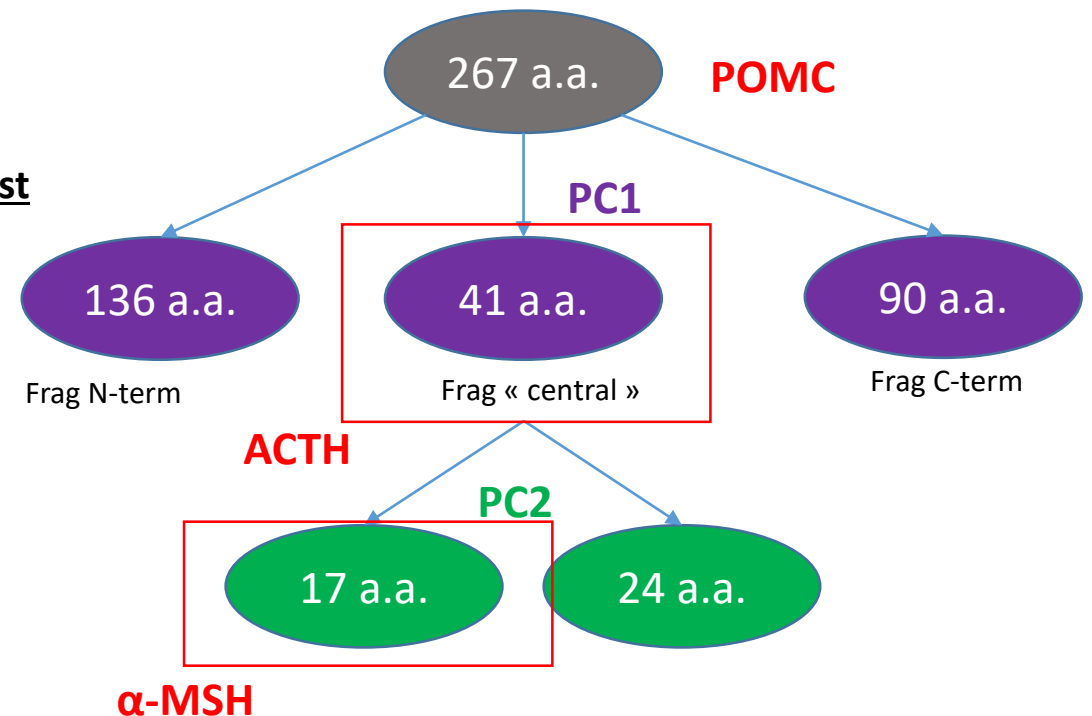 267 a.a.
POMC
st
PC1
136 a.a.
41 a.a.
90 a.a.
Frag N-term
Frag « central »
Frag C-term
ACTH
PC2
17 a.a.
24 a.a.
α-MSH